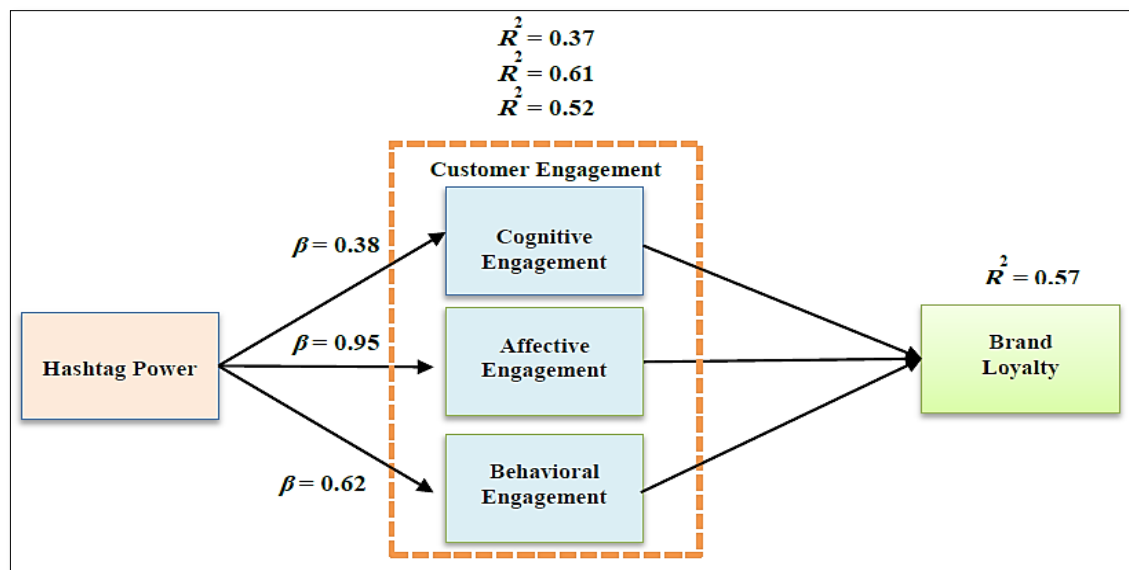 R² = 0.37
R² = 0.61
R² = 0.52
Customer Engagement
β = 0.38
Cognitive
Engagement
R² = 0.57
Hashtag Power
β = 0.95
Affective
Engagement
Brand
Loyalty
β = 0.62
Behavioral
Engagement